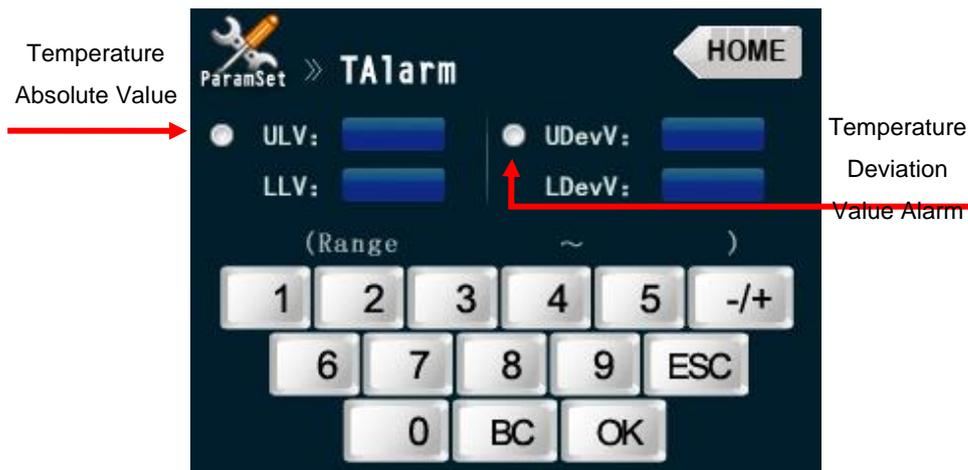 Temperature
Absolute Value
ParamSet » TAlarm
HOME
ULV:
UDevV:
LLV:
LDevV:
Temperature
Deviation
Value Alarm
(Range ~ )
1 2 3 4 5 -/+
6 7 8 9 ESC
0 BC OK